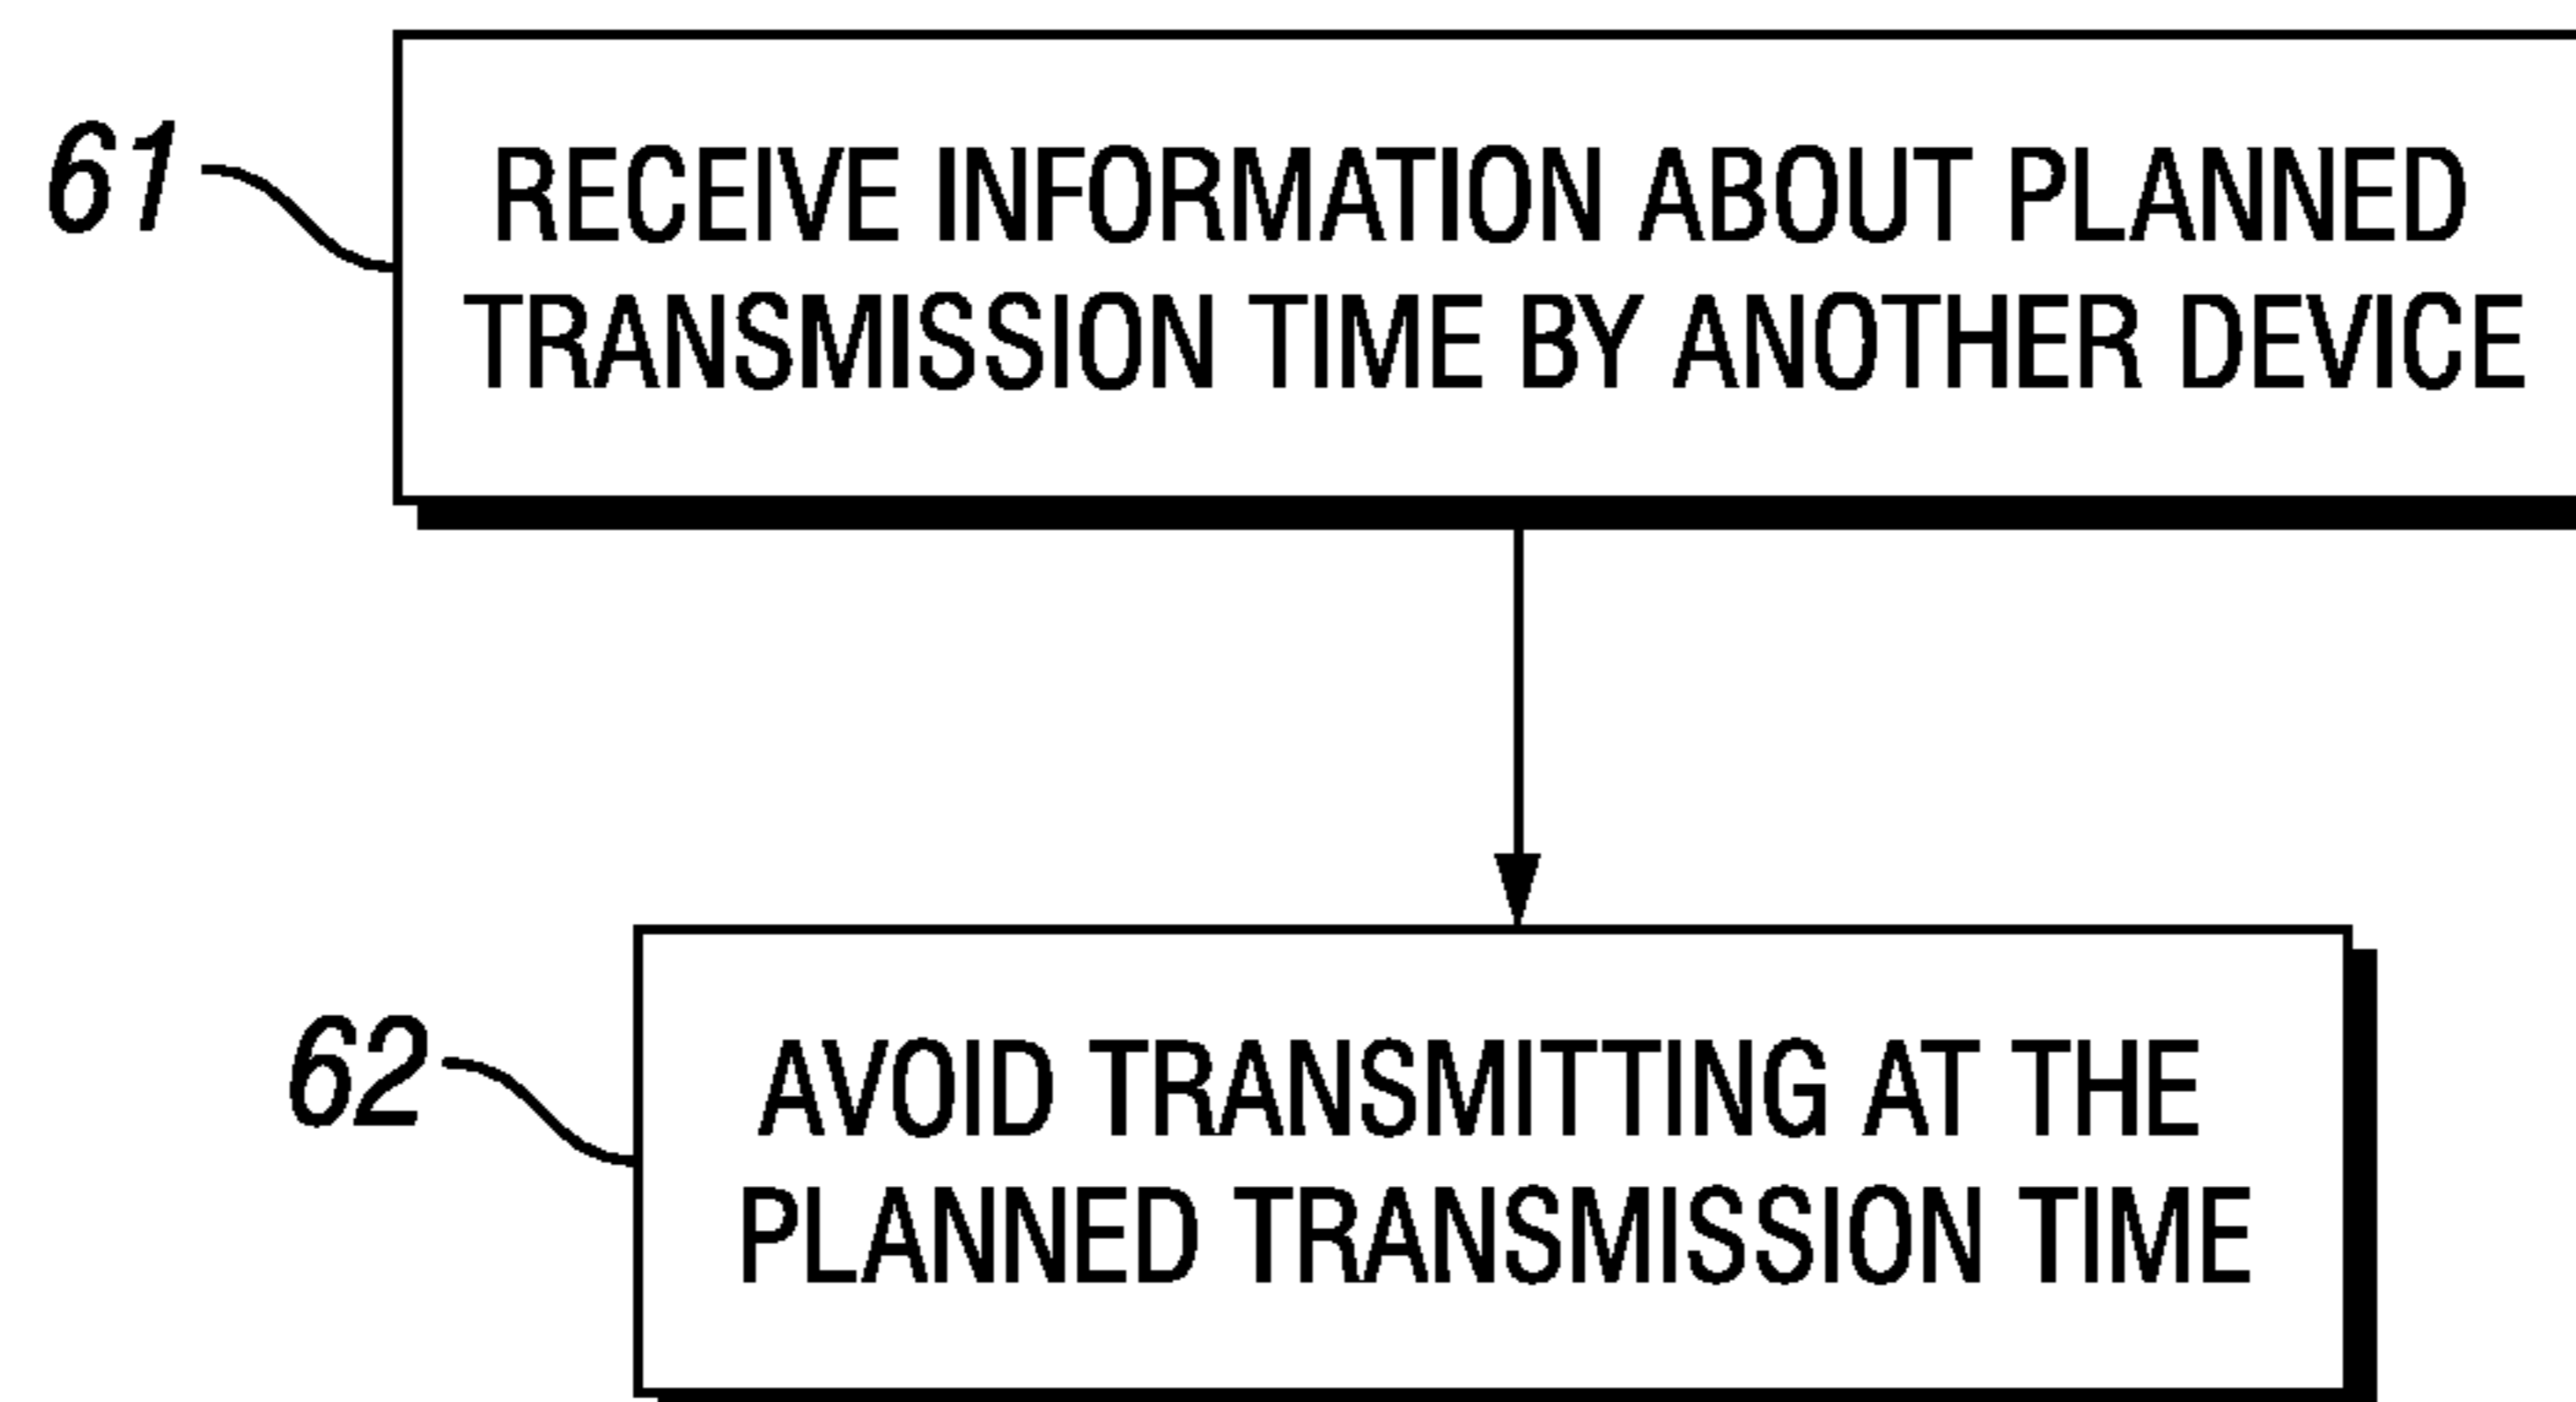 61
RECEIVE INFORMATION ABOUT PLANNED
TRANSMISSION TIME BY ANOTHER DEVICE
62
AVOID TRANSMITTING AT THE
PLANNED TRANSMISSION TIME